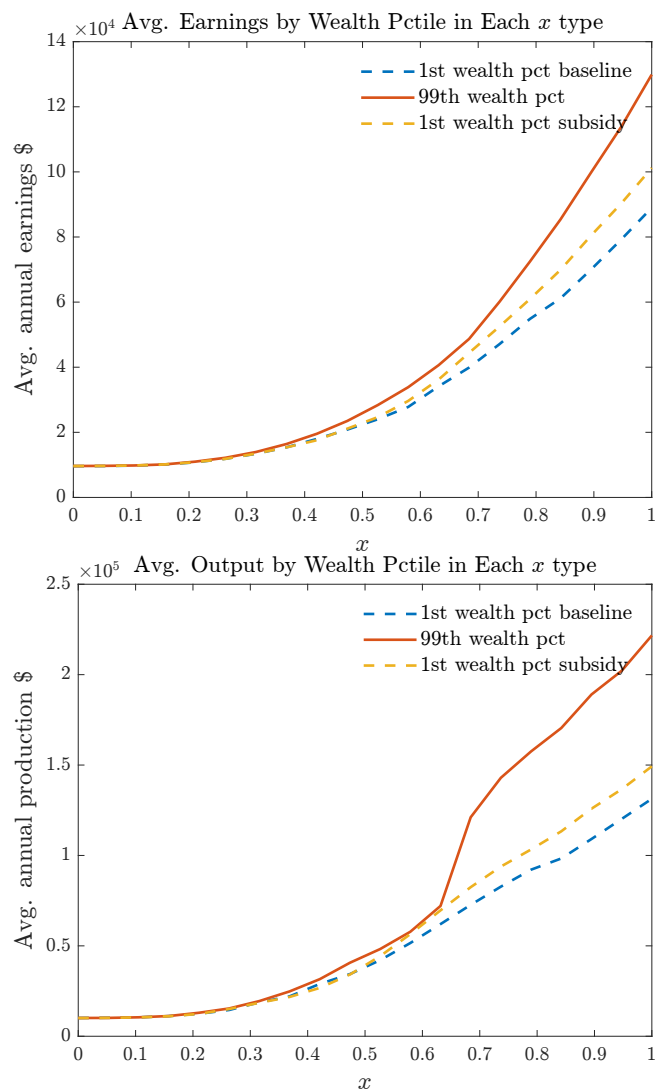 ×10⁴ Avg. Earnings by Wealth Pctile in Each x type
14
12
10
8
6
4
2
0
Avg. annual earnings $
1st wealth pct baseline
99th wealth pct
1st wealth pct subsidy
0 0.1 0.2 0.3 0.4 0.5 0.6 0.7 0.8 0.9 1
x
×10⁵ Avg. Output by Wealth Pctile in Each x type
2.5
2
1.5
1
0.5
0
Avg. annual production $
1st wealth pct baseline
99th wealth pct
1st wealth pct subsidy
0 0.1 0.2 0.3 0.4 0.5 0.6 0.7 0.8 0.9 1
x